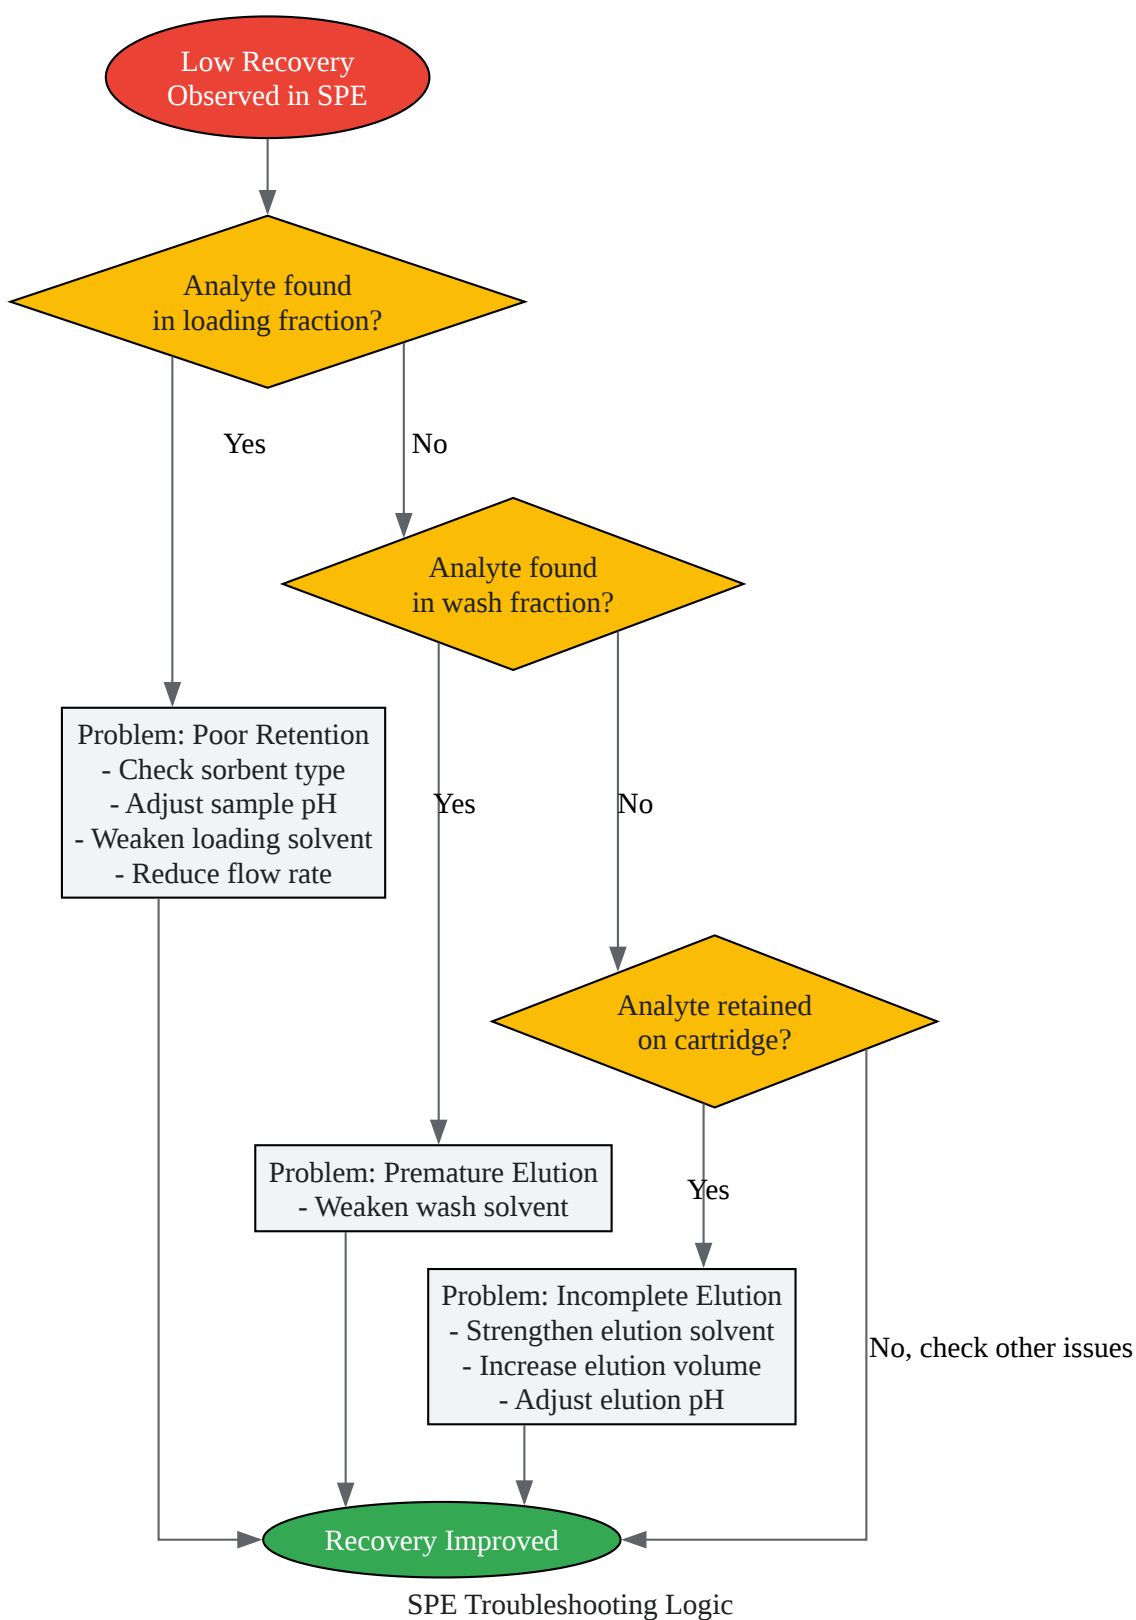 Low Recovery
Observed in SPE
Analyte found
in loading fraction?
Yes
No
Analyte found
in wash fraction?
Problem: Poor Retention
- Check sorbent type
- Adjust sample pH
- Weaken loading solvent
- Reduce flow rate
Yes
No
Analyte retained
on cartridge?
Problem: Premature Elution
- Weaken wash solvent
Yes
Problem: Incomplete Elution
- Strengthen elution solvent
- Increase elution volume
- Adjust elution pH
No, check other issues
Recovery Improved
SPE Troubleshooting Logic